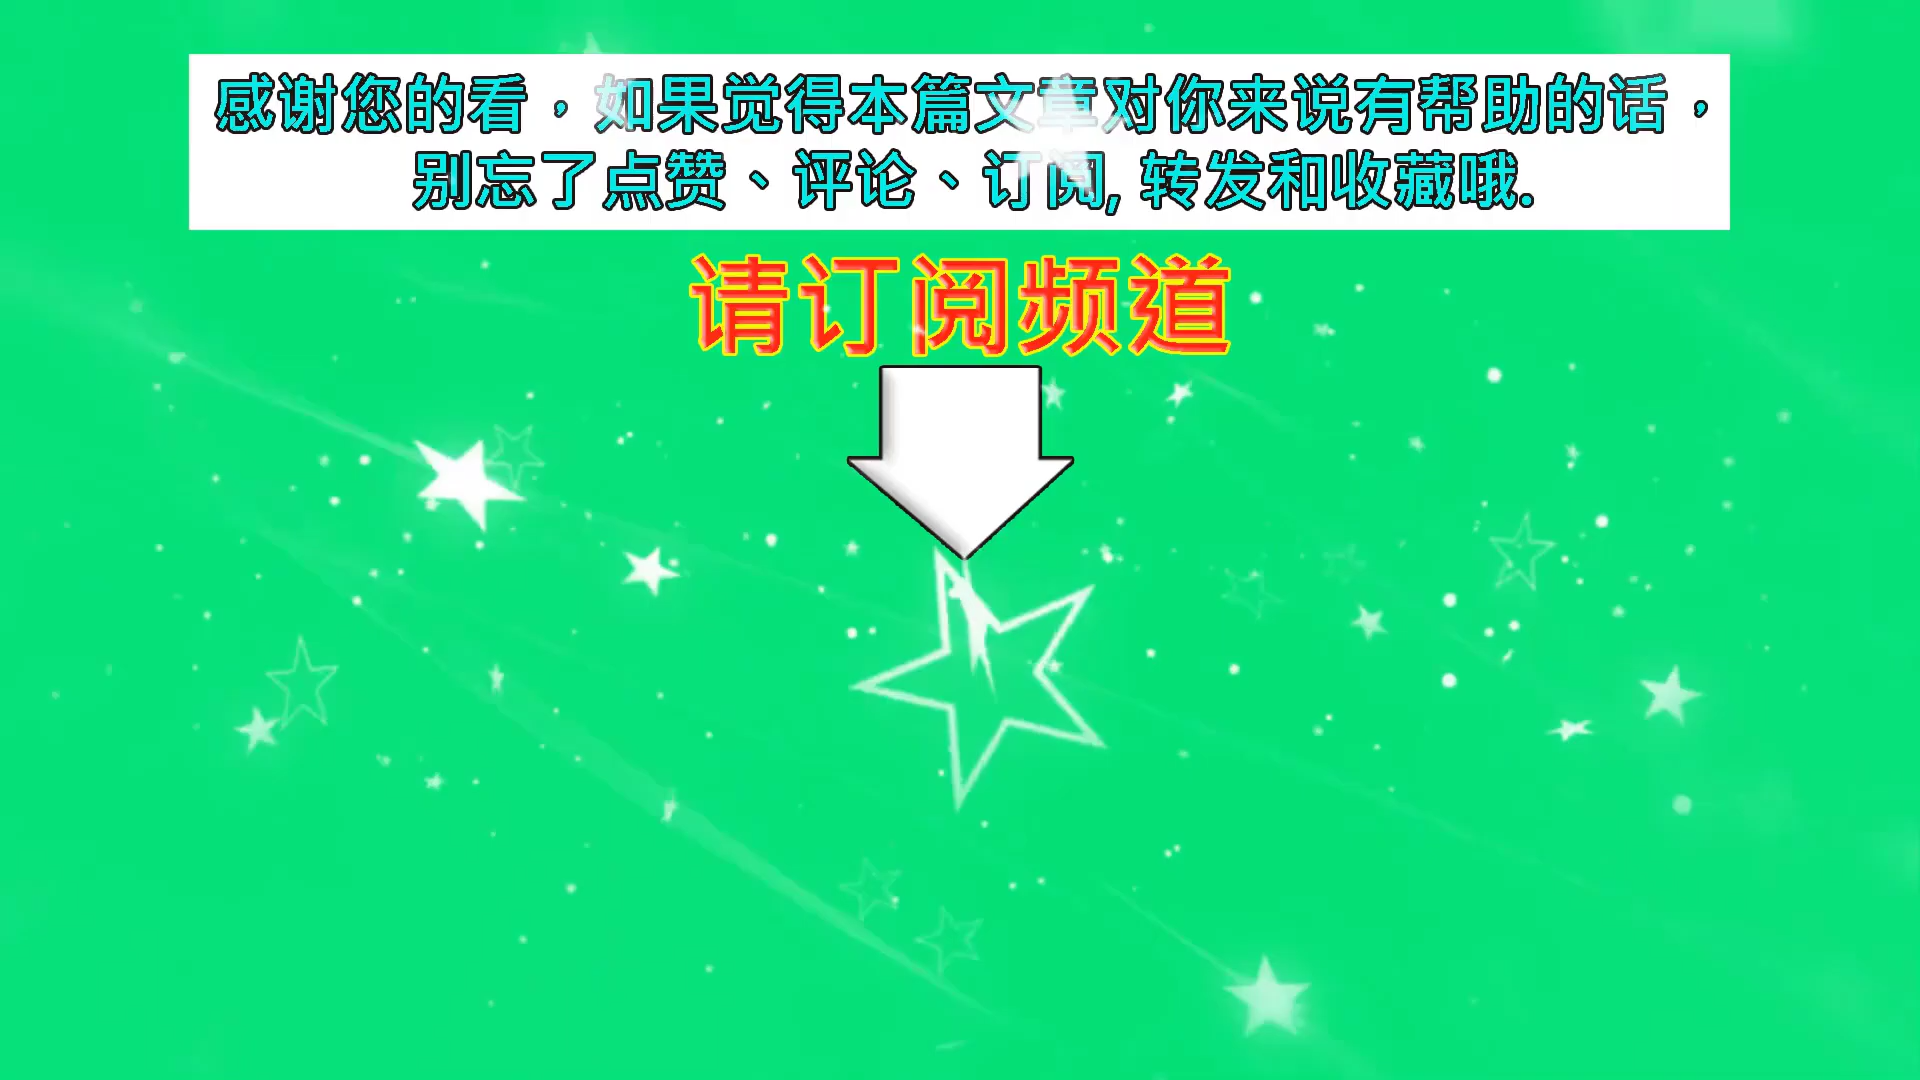 感谢您的看，如果觉得本篇文章对你来说有帮助的话，
别忘了点赞、评论、订阅, 转发和收藏哦.
请订阅频道